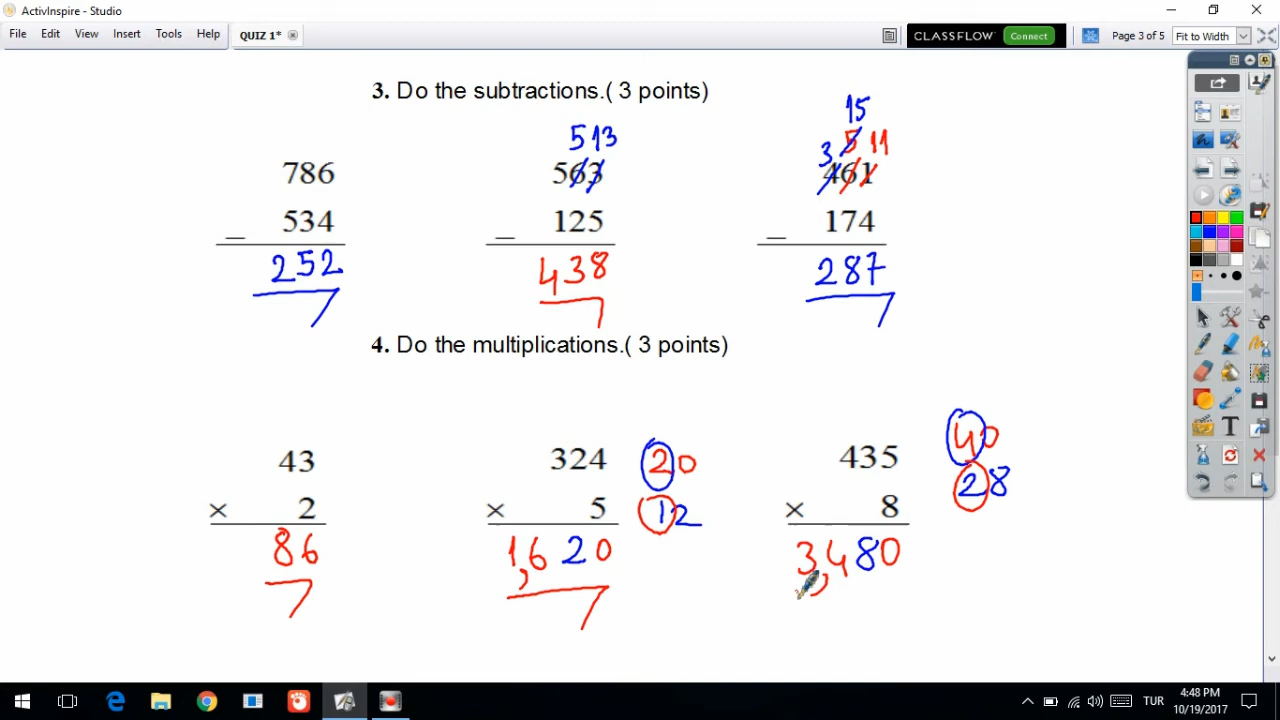 ActivInspire - Studio
File Edit View Insert Tools Help QUIZ 1* CLASSFLOW Connect Page 3 of 5 Fit to Width
3. Do the subtractions.( 3 points)
15
5 13 3 5 11
786 563 461
_ 534 _ 125 _ 174
252 438 287
4. Do the multiplications.( 3 points)
43 324 20 435 40
× 2 × 5 12 × 8 28
86 1,620 3,480
T
TUR 4:48 PM
10/19/2017